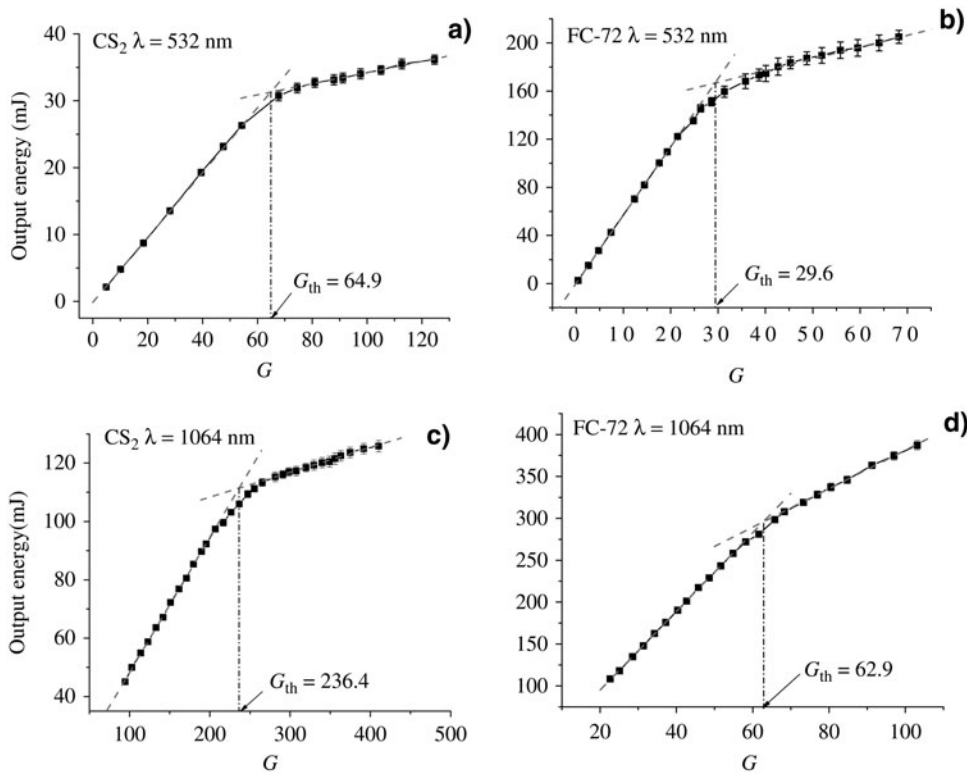 CS2 λ = 532 nm
a)
Output energy (mJ)
40
30
20
10
0
Gth = 64.9
0 20 40 60 80 100 120
G
FC-72 λ = 532 nm
b)
200
160
120
80
40
0
Gth = 29.6
0 10 20 30 40 50 60 70
G
CS2 λ = 1064 nm
c)
Output energy(mJ)
120
100
80
60
40
Gth = 236.4
100 200 300 400 500
G
FC-72 λ = 1064 nm
d)
400
350
300
250
200
150
100
Gth = 62.9
20 40 60 80 100
G